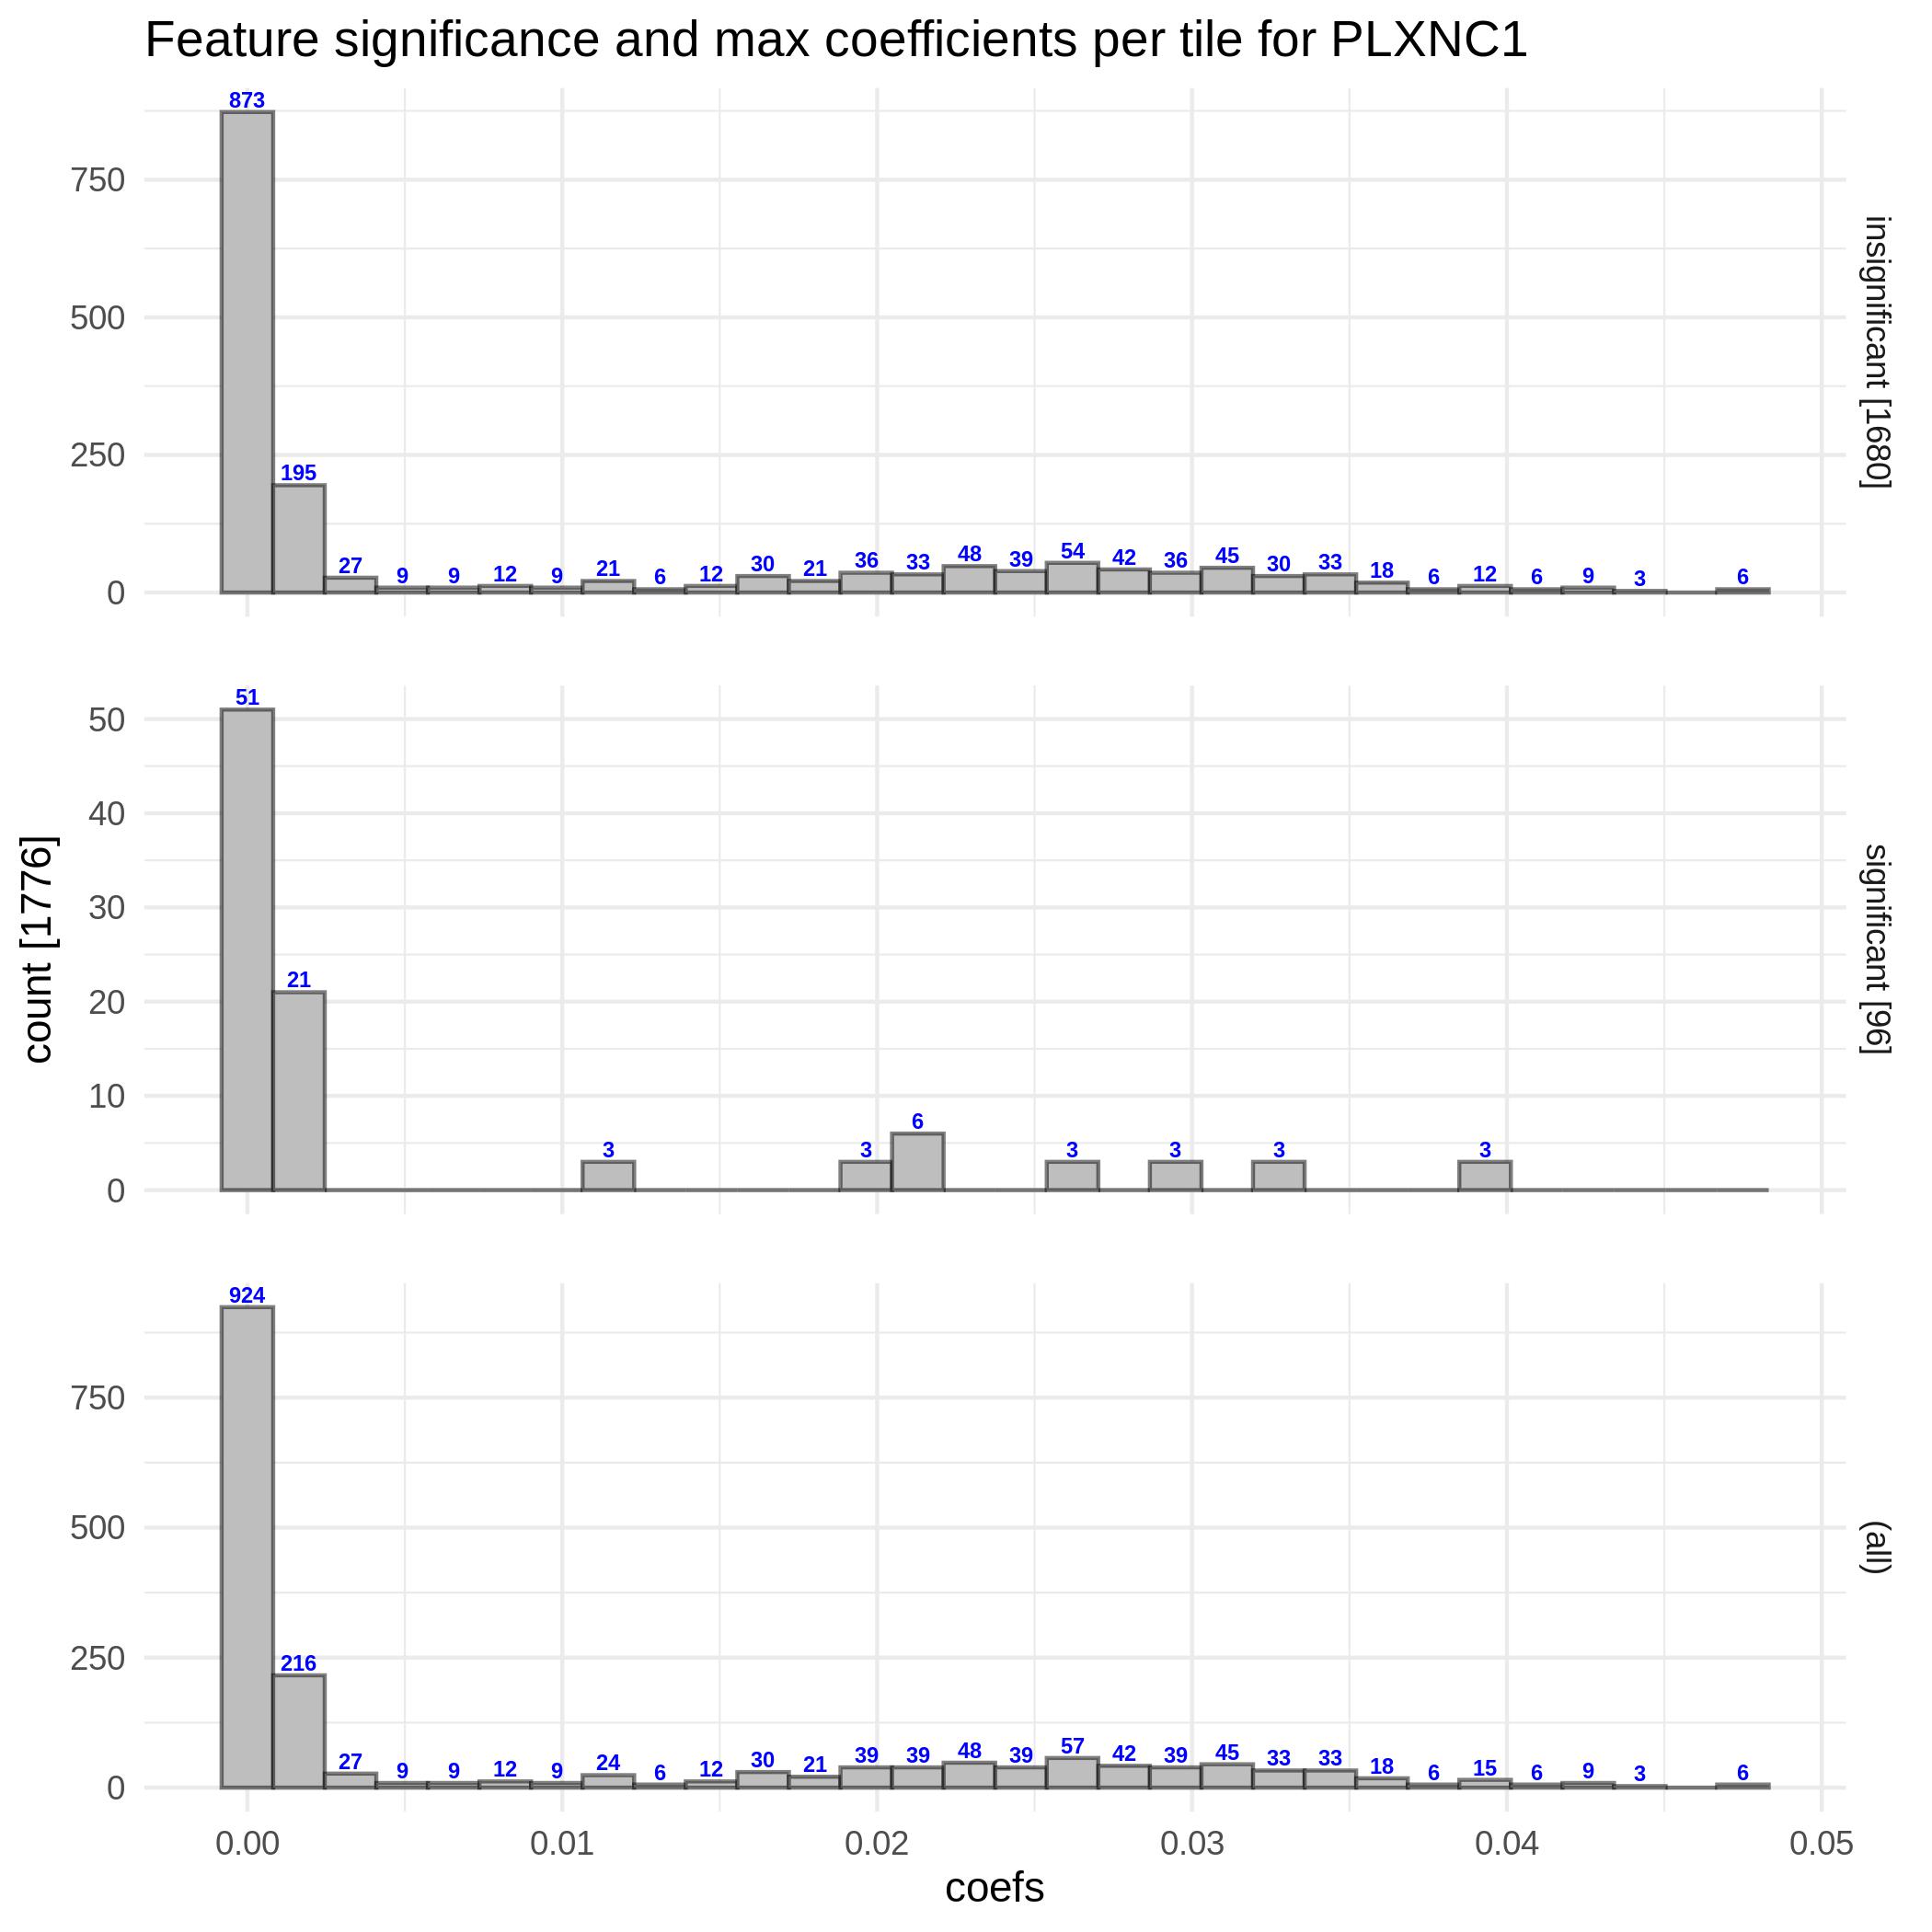 Feature significance and max coefficients per tile for PLXNC1
873
195
27 9 9 12 9 21 6 12 30 21 36 33 48 39 54 42 36 45 30 33 18 6 12 6 9 3 6
750
500
250
0
insignificant [1680]
51
21
3 3 6 3 3 3 3
50
40
30
20
10
0
significant [96]
count [1776]
924
216
27 9 9 12 9 24 6 12 30 21 39 39 48 39 57 42 39 45 33 33 18 6 15 6 9 3 6
750
500
250
0
(all)
0.00 0.01 0.02 0.03 0.04 0.05
coefs